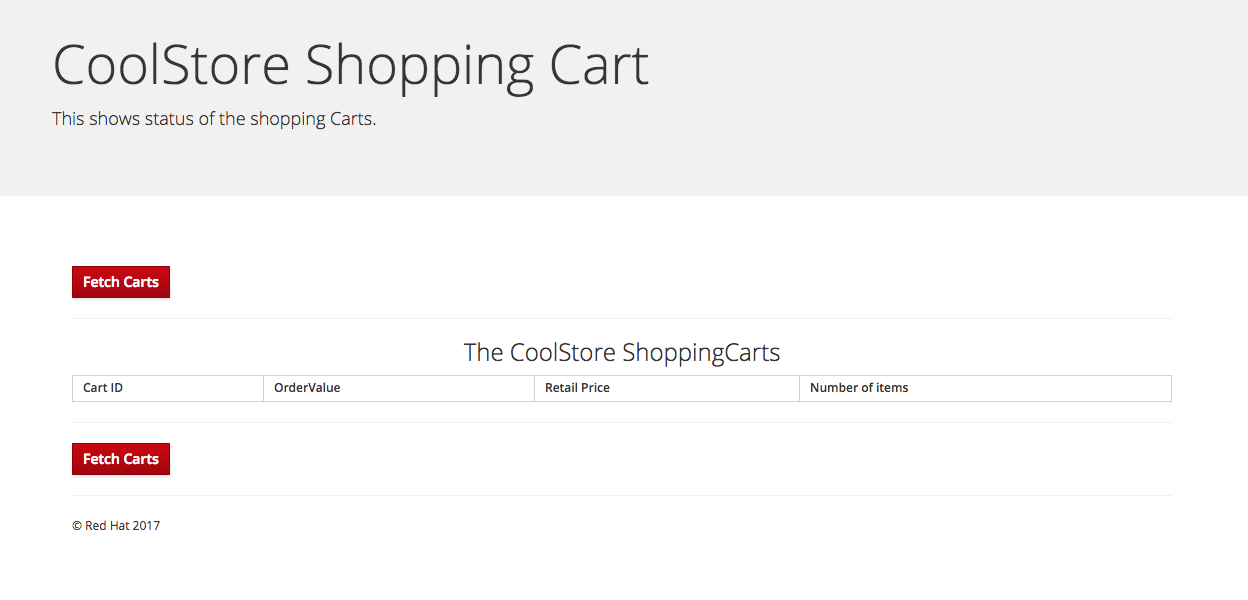 CoolStore Shopping Cart
This shows status of the shopping Carts.
Fetch Carts
The CoolStore ShoppingCarts
Cart ID OrderValue Retail Price Number of items
Fetch Carts
© Red Hat 2017